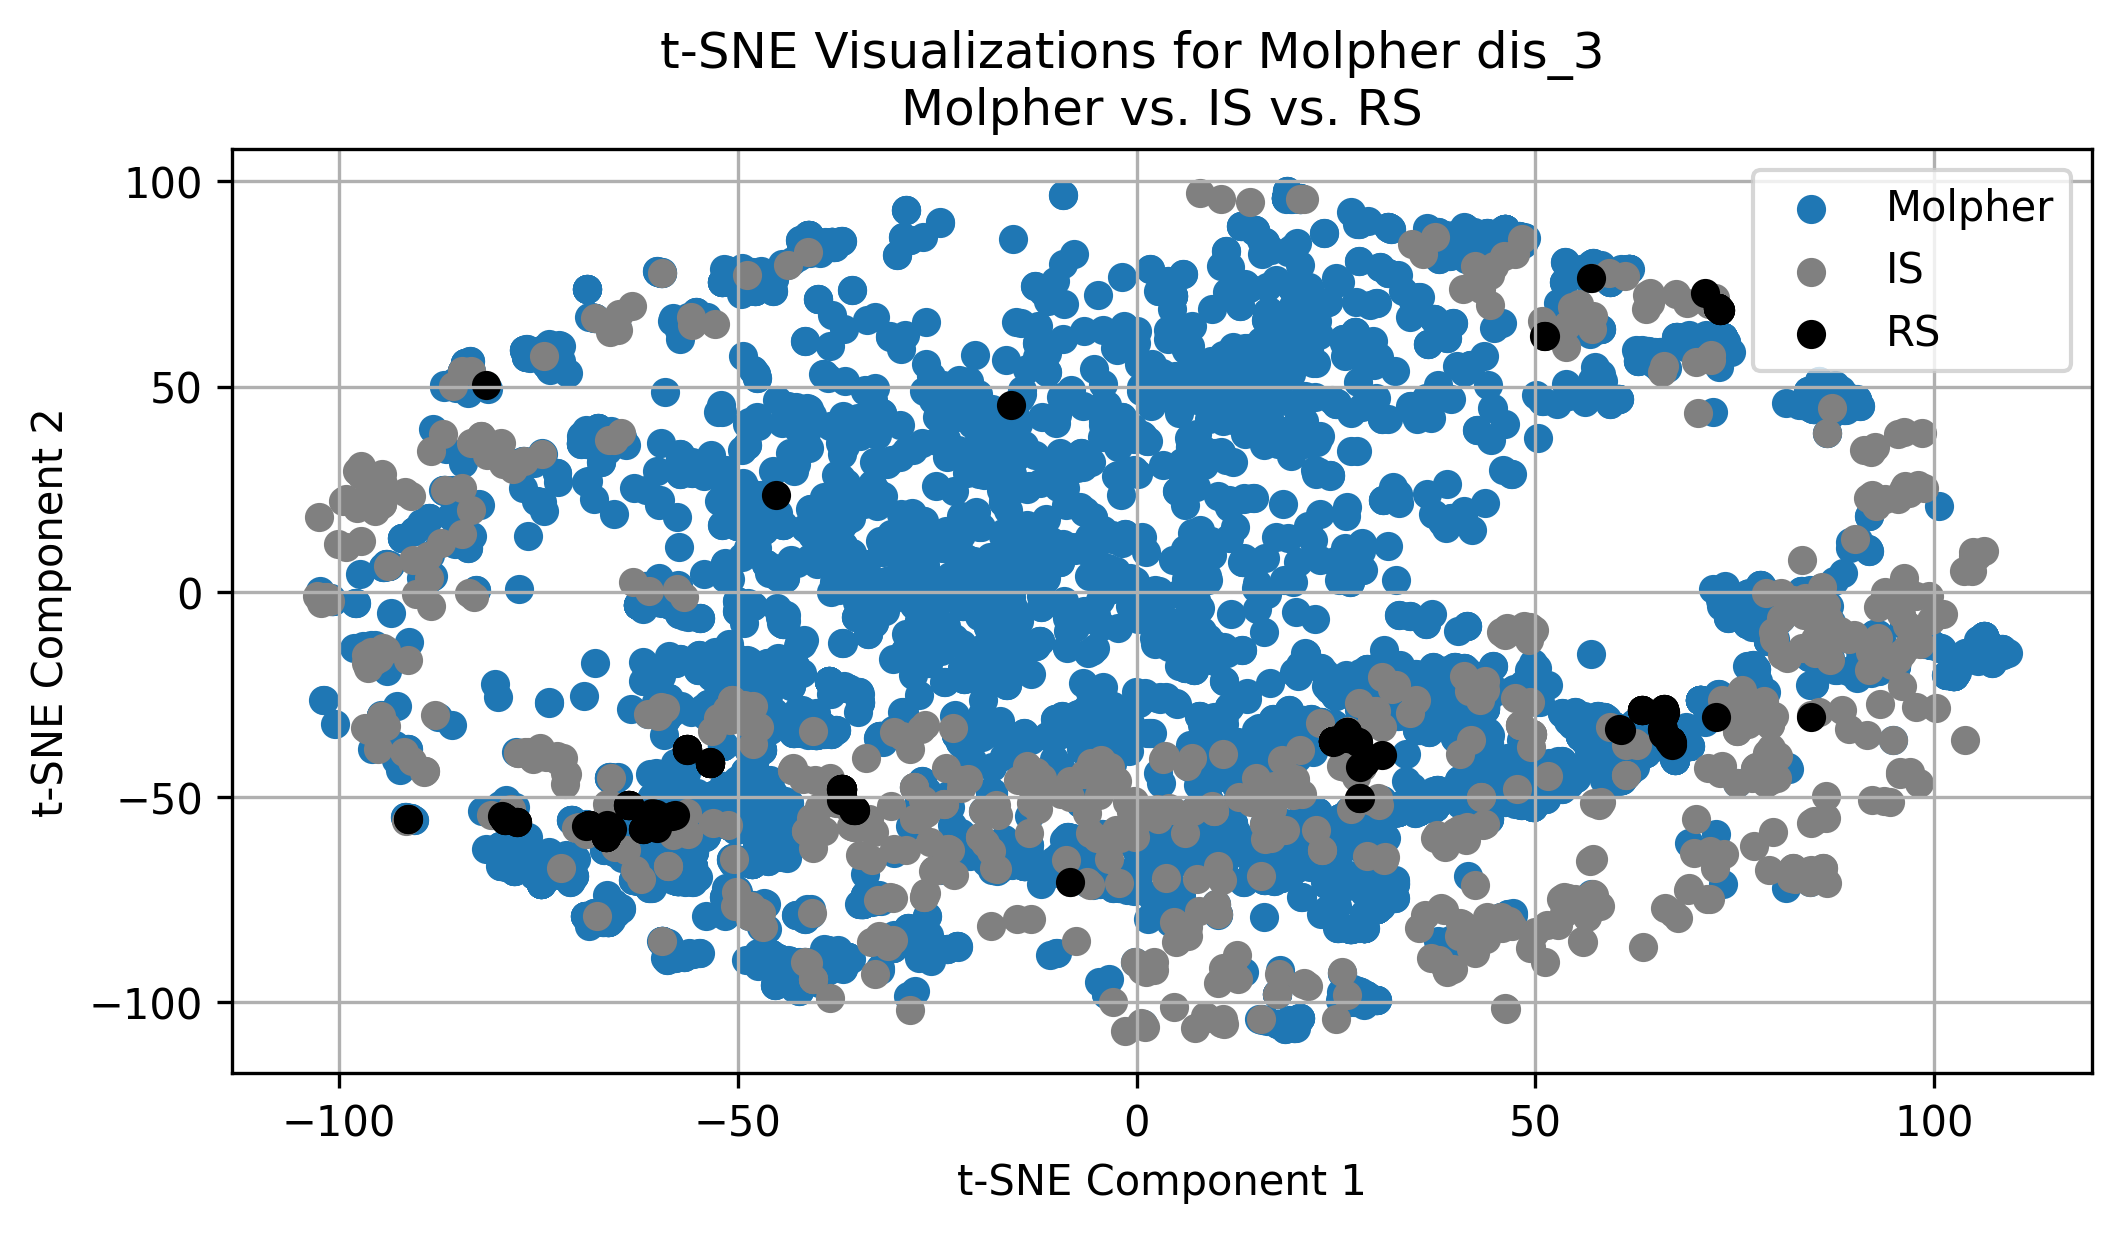 t-SNE Visualizations for Molpher dis_3
Molpher vs. IS vs. RS
Molpher
IS
RS
t-SNE Component 2
100
50
0
−50
−100
−100
−50
0
50
100
t-SNE Component 1